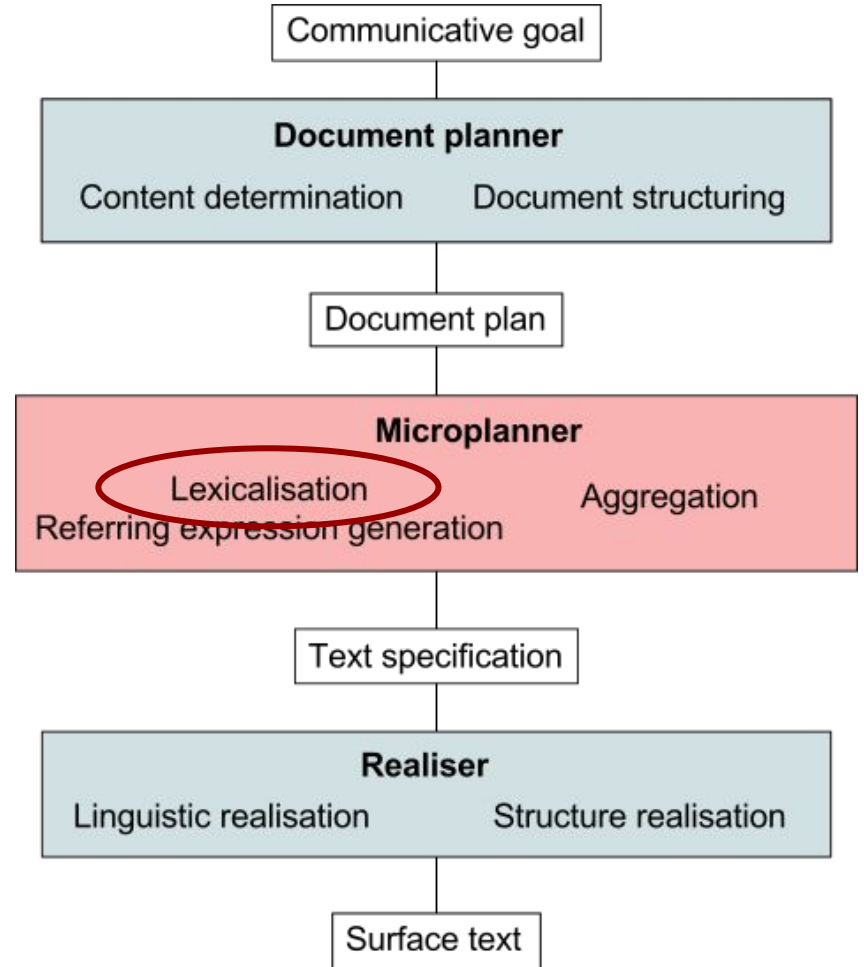 Communicative goal
Document planner
Content determination Document structuring
Document plan
Microplanner
Lexicalisation
Aggregation
Referring expression generation
Text specification
Realiser
Linguistic realisation Structure realisation
Surface text